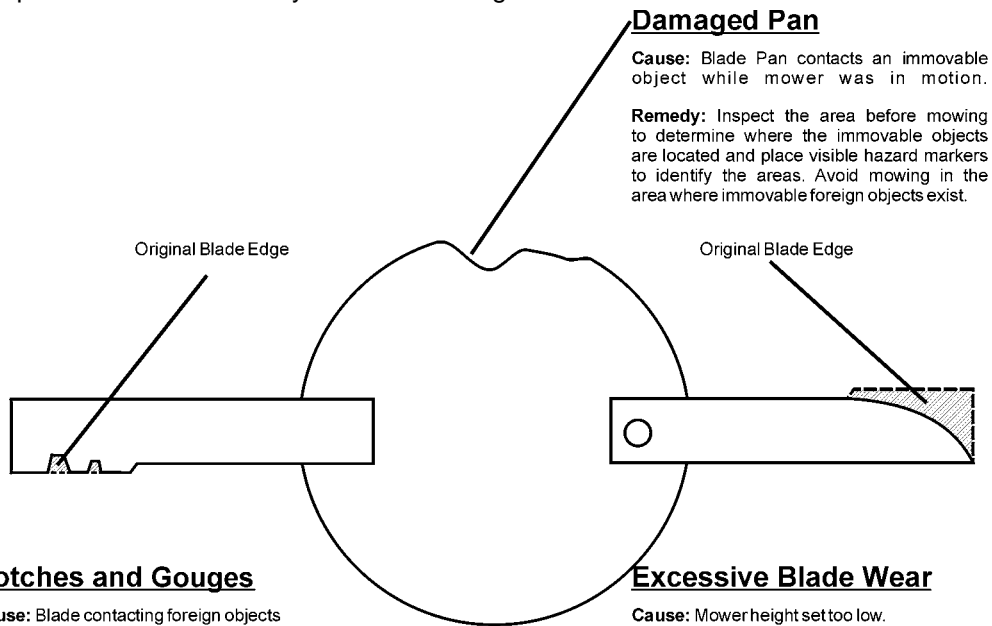 Damaged Pan
Cause: Blade Pan contacts an immovable
object while mower was in motion.
Remedy: Inspect the area before mowing
to determine where the immovable objects
are located and place visible hazard markers
to identify the areas. Avoid mowing in the
area where immovable foreign objects exist.
Original Blade Edge
Original Blade Edge
and Gouges
Blade contacting foreign objects
Excessive Blade Wear
Cause: Mower height set too low.